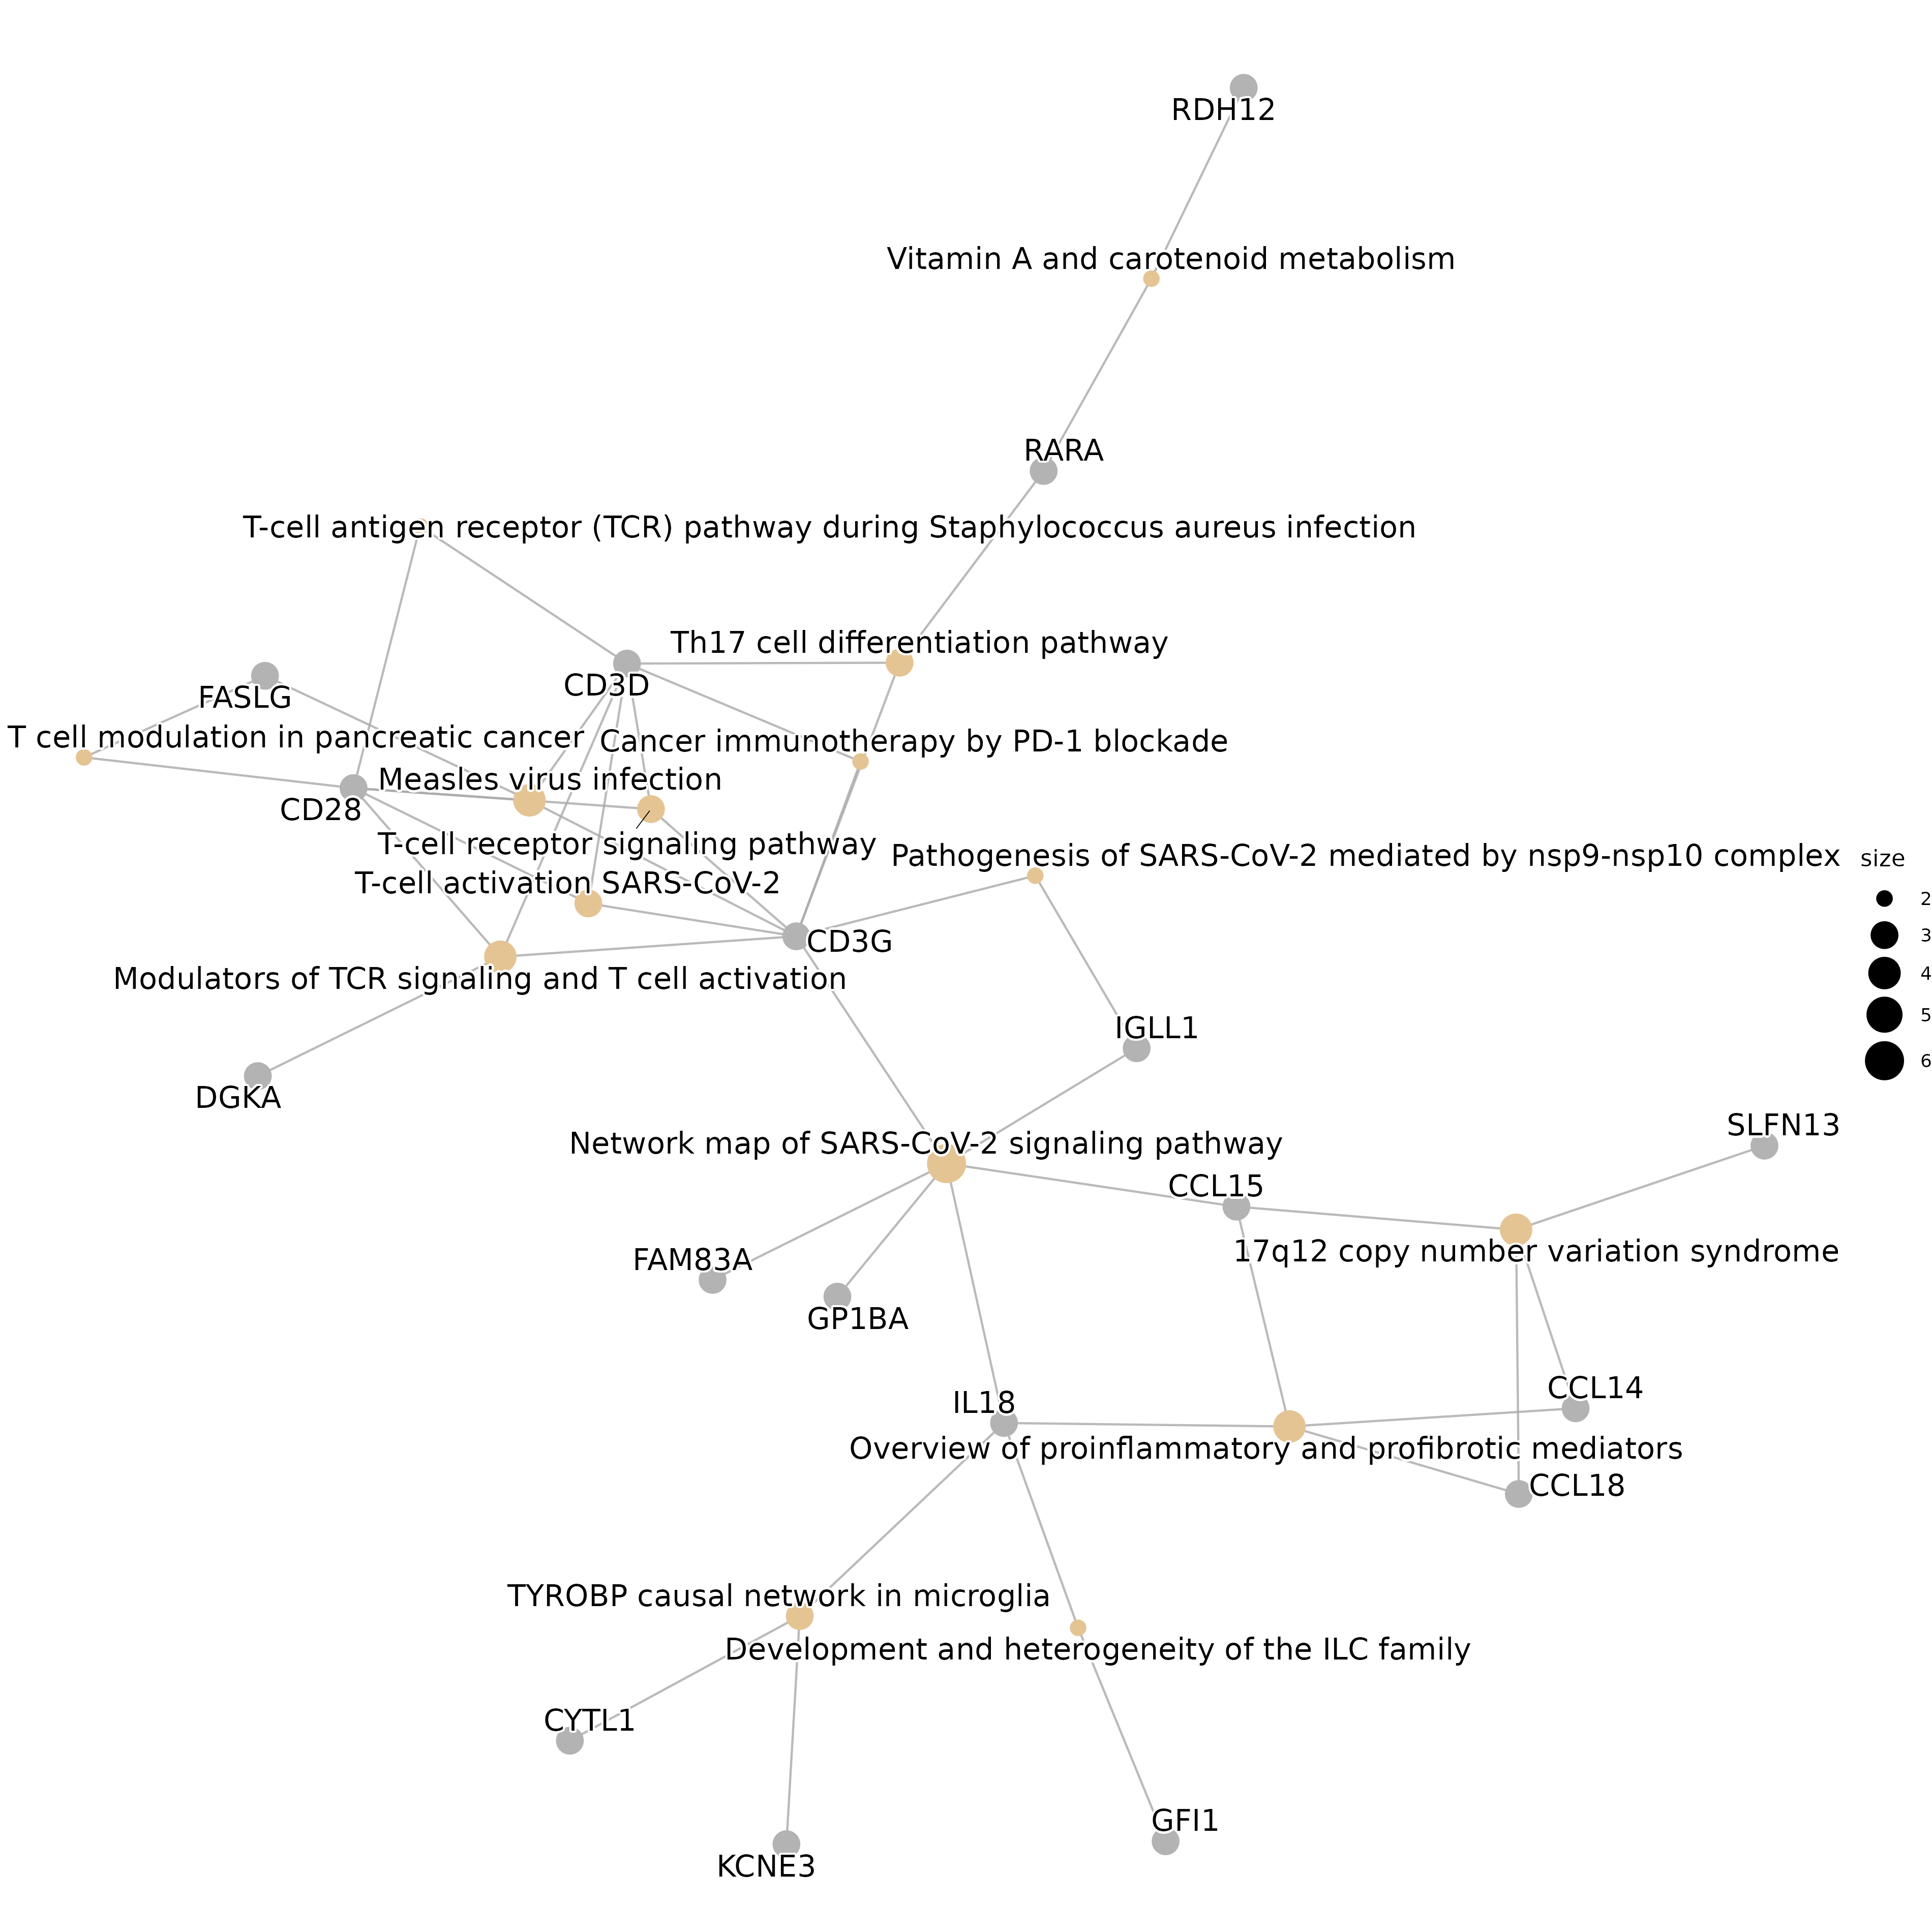 RDH12
Vitamin A and carotenoid metabolism
RARA
T-cell antigen receptor (TCR) pathway during Staphylococcus aureus infection
Th17 cell differentiation pathway
CD3D
FASLG
T cell modulation in pancreatic cancer
Cancer immunotherapy by PD-1 blockade
Measles virus infection
CD28
T-cell receptor signaling pathway
Pathogenesis of SARS-CoV-2 mediated by nsp9-nsp10 complex
T-cell activation SARS-CoV-2
CD3G
Modulators of TCR signaling and T cell activation
IGLL1
DGKA
SLFN13
Network map of SARS-CoV-2 signaling pathway
CCL15
17q12 copy number variation syndrome
FAM83A
GP1BA
CCL14
IL18
Overview of proinflammatory and profibrotic mediators
CCL18
TYROBP causal network in microglia
Development and heterogeneity of the ILC family
CYTL1
GFI1
KCNE3
size
2
3
4
5
6